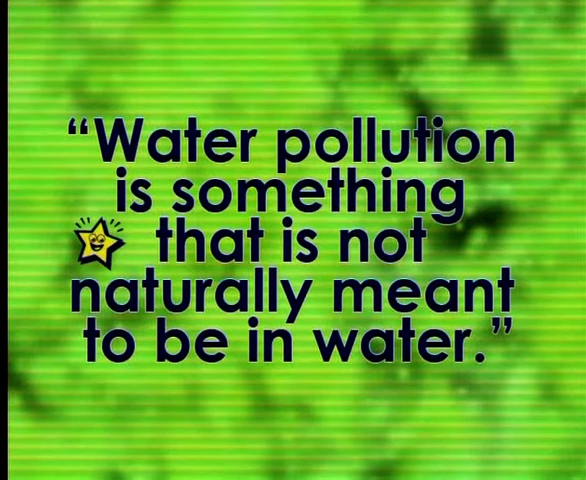 “Water pollution
is something
that is not
naturally meant
to be in water.”